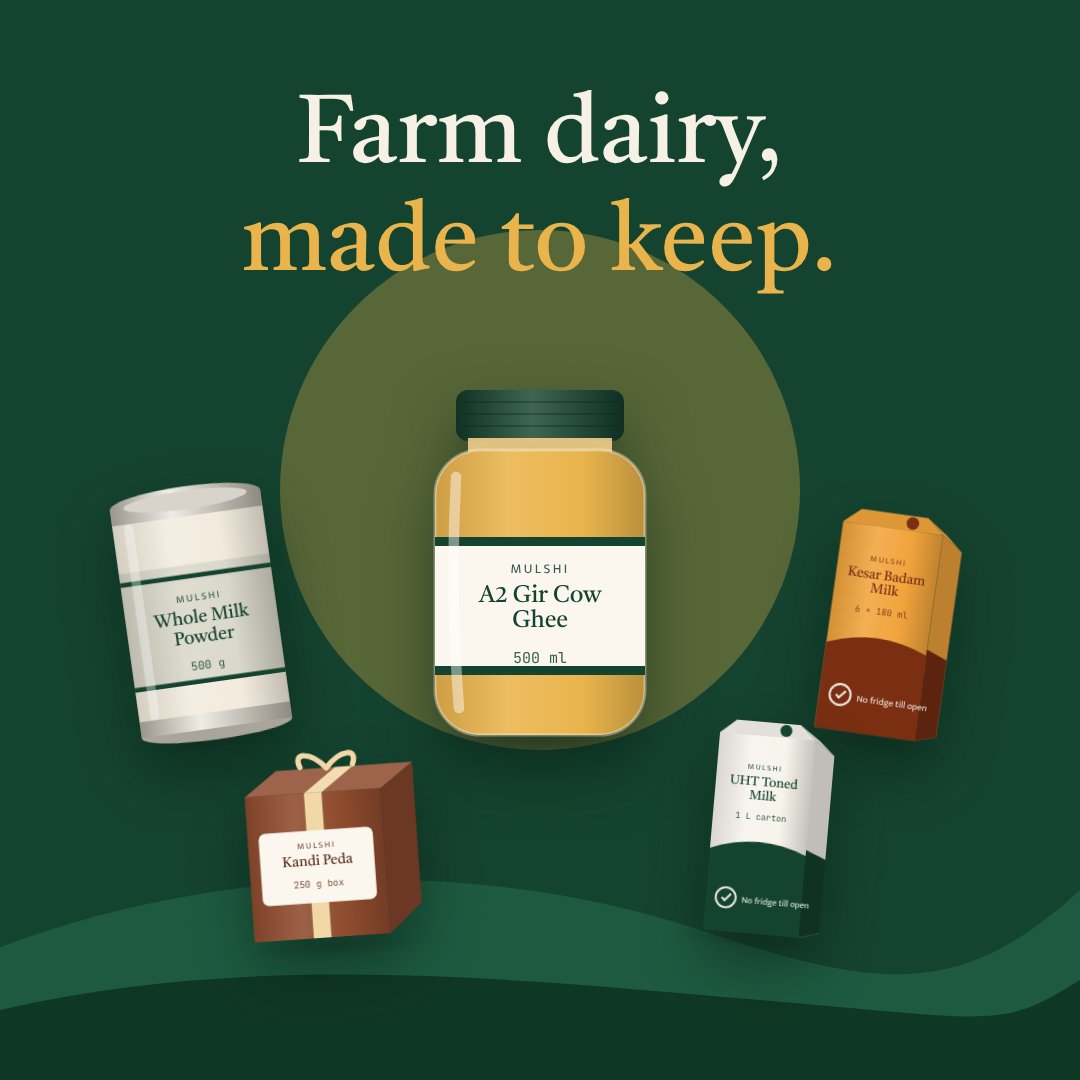 Farm dairy,
made to keep.
MULSHI
A2 Gir Cow
Ghee
500 ml
MULSHI
Whole Milk
Powder
500 g
MULSHI
Kesar Badam
Milk
6 × 180 ml
No fridge till open
MULSHI
UHT Toned
Milk
1 L carton
No fridge till open
MULSHI
Kandi Peda
250 g box